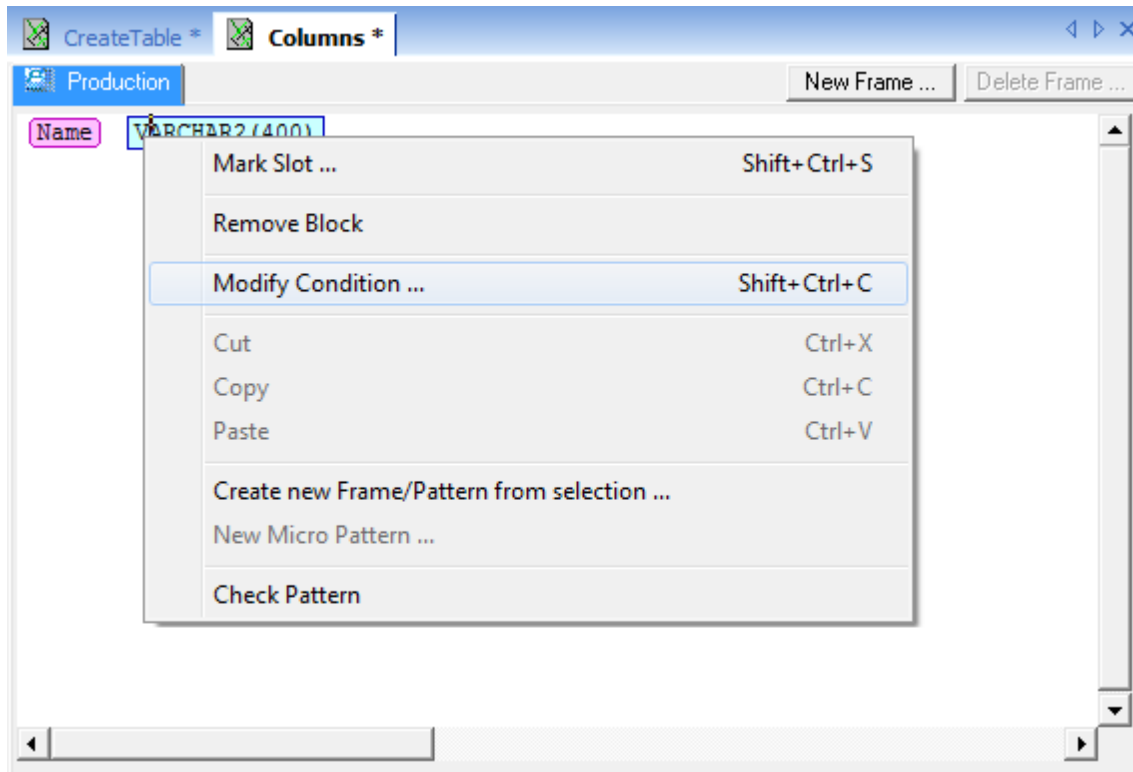 CreateTable * Columns *
Production New Frame ... Delete Frame ...
Name VARCHAR2(400)
Mark Slot ... Shift+Ctrl+S
Remove Block
Modify Condition ... Shift+Ctrl+C
Cut Ctrl+X
Copy Ctrl+C
Paste Ctrl+V
Create new Frame/Pattern from selection ...
New Micro Pattern ...
Check Pattern